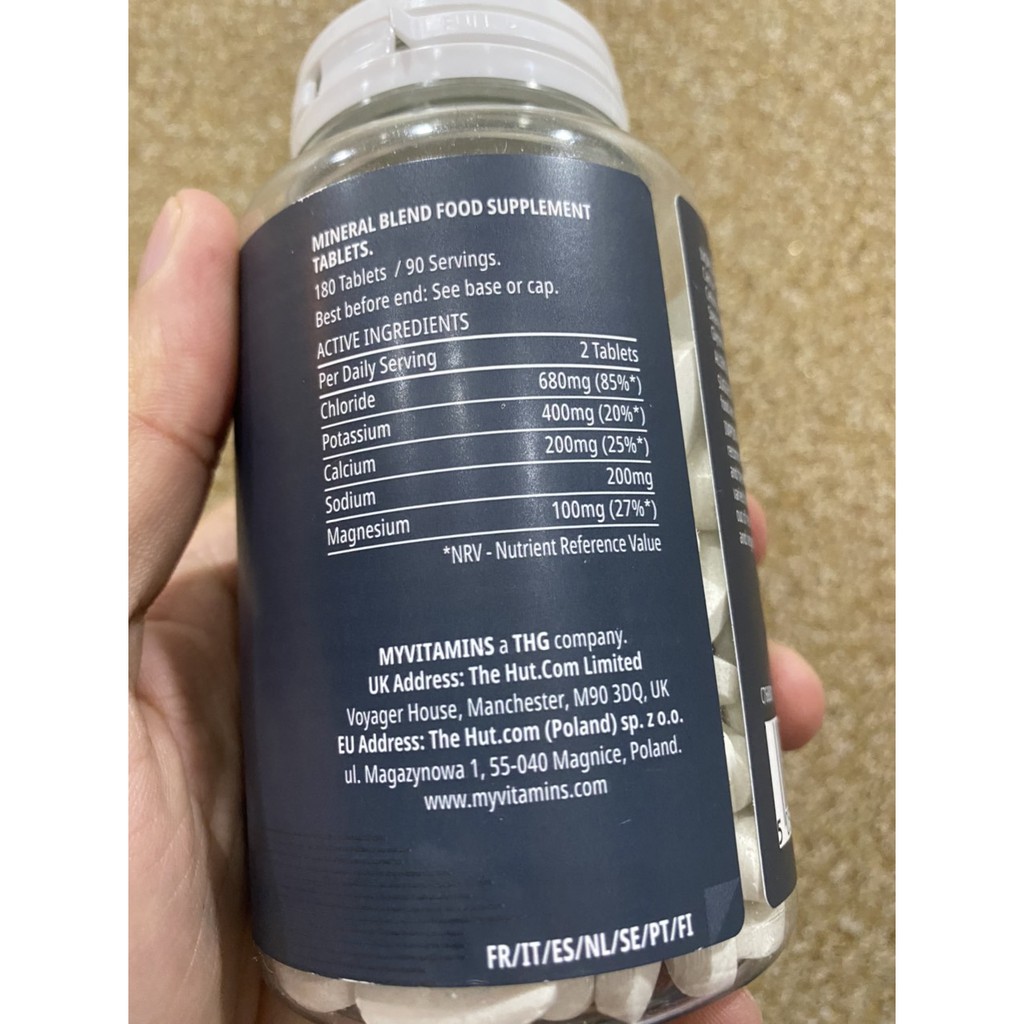 MINERAL BLEND FOOD SUPPLEMENT
TABLETS.
180 Tablets / 90 Servings.
Best before end: See base or cap.
ACTIVE INGREDIENTS
Per Daily Serving 2 Tablets
Chloride 680mg (85%*)
Potassium 400mg (20%*)
Calcium 200mg (25%*)
Sodium 200mg
Magnesium 100mg (27%*)
*NRV - Nutrient Reference Value
MYVITAMINS a THG company.
UK Address: The Hut.Com Limited
Voyager House, Manchester, M90 3DQ, UK
EU Address: The Hut.com (Poland) sp. z o.o.
ul. Magazynowa 1, 55-040 Magnice, Poland.
www.myvitamins.com
FR/IT/ES/NL/SE/PT/FI